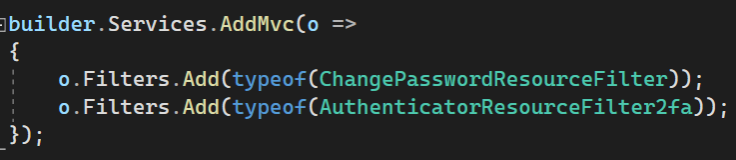 builder.Services.AddMvc(o =>
{
    o.Filters.Add(typeof(ChangePasswordResourceFilter));
    o.Filters.Add(typeof(AuthenticatorResourceFilter2fa));
});